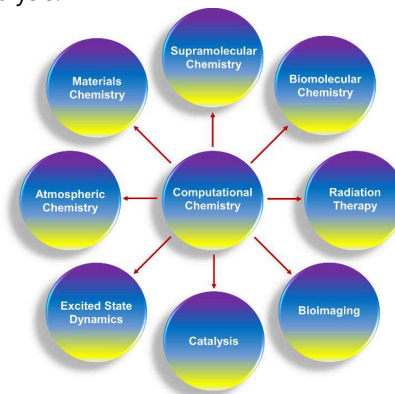 Supramolecular
Chemistry
Materials
Chemistry
Biomolecular
Chemistry
Atmospheric
Chemistry
Computational
Chemistry
Radiation
Therapy
Excited State
Dynamics
Catalysis
Bioimaging